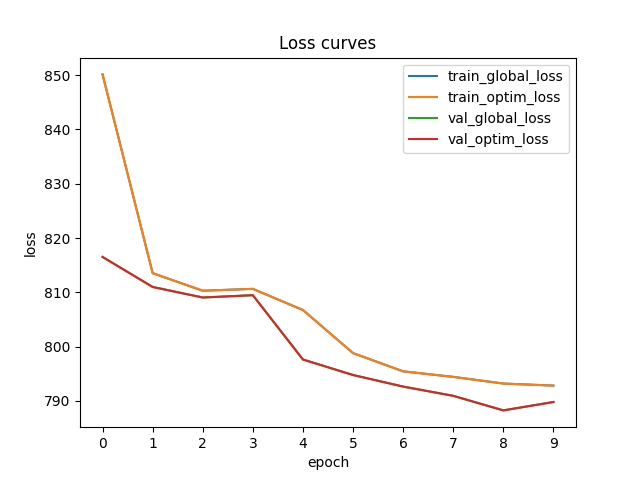 Loss curves
train_global_loss
train_optim_loss
val_global_loss
val_optim_loss
850
840
830
820
810
800
790
loss
0 1 2 3 4 5 6 7 8 9
epoch